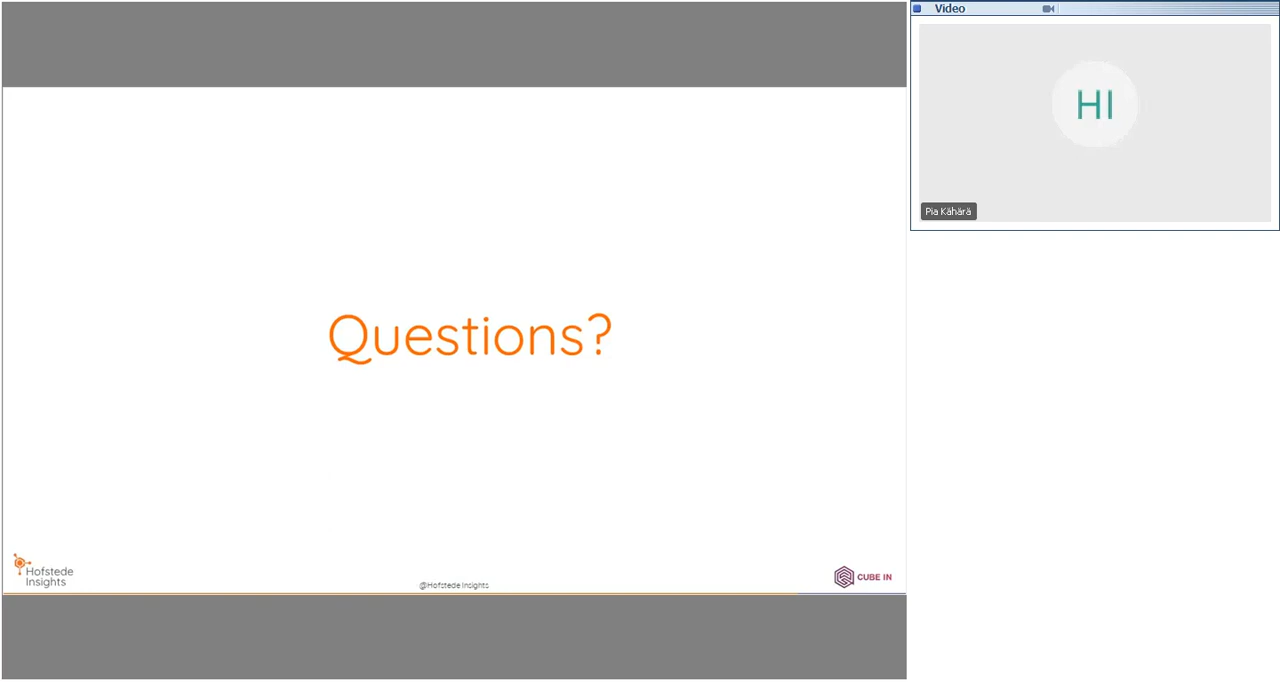 Video
HI
Pia Kähärä
Questions?
Hofstede
Insights
@Hofstede Insights
CUBE IN